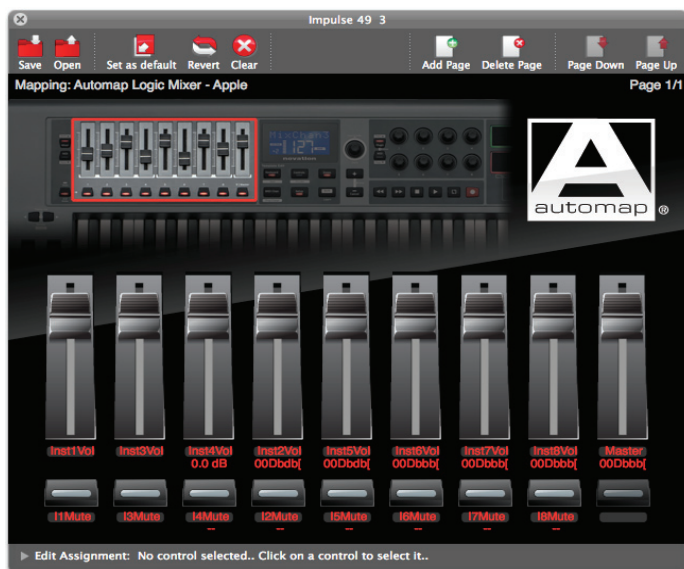 Impulse 49 3
Save Open Set as default Revert Clear Add Page Delete Page Page Down Page Up
Mapping: Automap Logic Mixer - Apple Page 1/1
A
automap ®
Inst1Vol Inst3Vol Inst4Vol Inst2Vol Inst5Vol Inst6Vol Inst7Vol Inst8Vol Master
0.0 dB 00Dbdb[ 00Dbdb[ 00Dbbb[ 00Dbbb[ 00Dbbb[ 00Dbbb[
I1Mute I3Mute I4Mute I2Mute I5Mute I6Mute I7Mute I8Mute
-- -- -- -- -- --
Edit Assignment: No control selected.. Click on a control to select it..